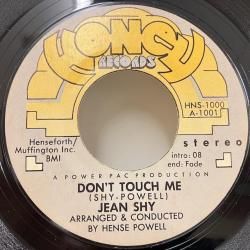 HONEY
RECORDS
HNS-1000
A-1001
stereo
Henseforth/
Muffington Inc.
BMI
intro: 08
end: Fade
A POWER PAC PRODUCTION
DON'T TOUCH ME
(SHY-POWELL)
JEAN SHY
ARRANGED & CONDUCTED
BY HENSE POWELL